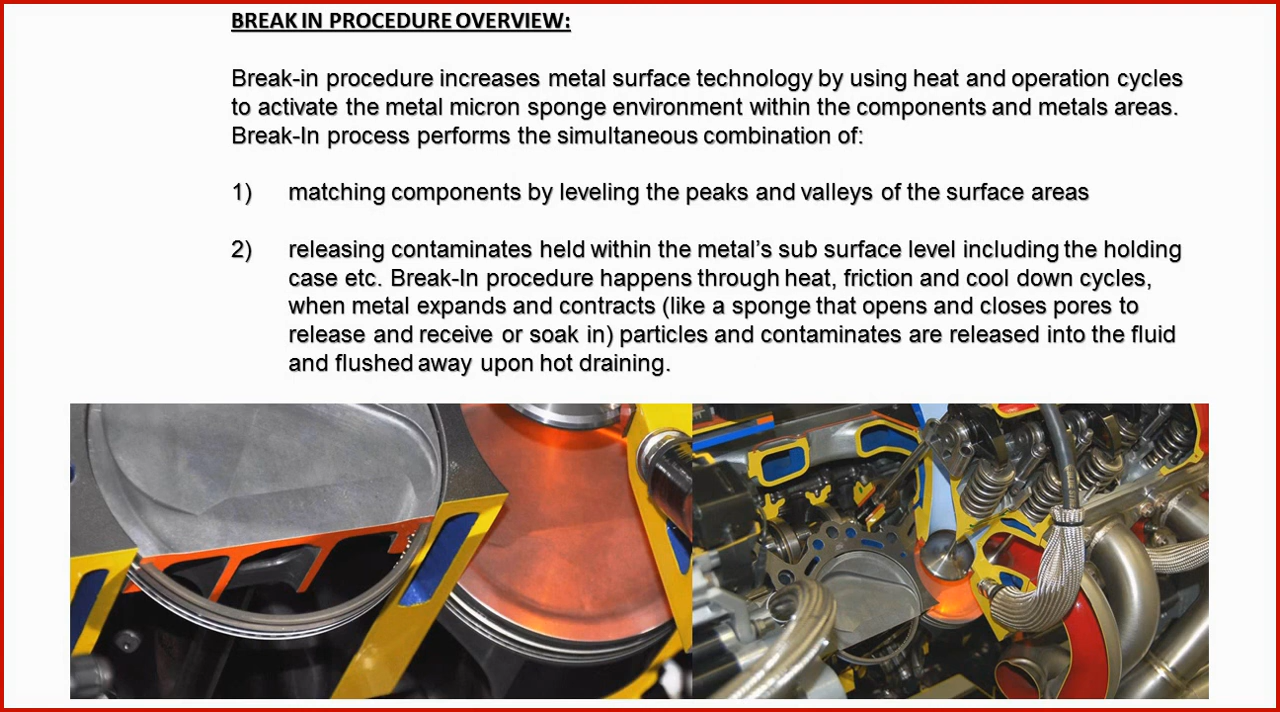 BREAK IN PROCEDURE OVERVIEW:
Break-in procedure increases metal surface technology by using heat and operation cycles
to activate the metal micron sponge environment within the components and metals areas.
Break-In process performs the simultaneous combination of:
1) matching components by leveling the peaks and valleys of the surface areas
2) releasing contaminates held within the metal’s sub surface level including the holding
case etc. Break-In procedure happens through heat, friction and cool down cycles,
when metal expands and contracts (like a sponge that opens and closes pores to
release and receive or soak in) particles and contaminates are released into the fluid
and flushed away upon hot draining.